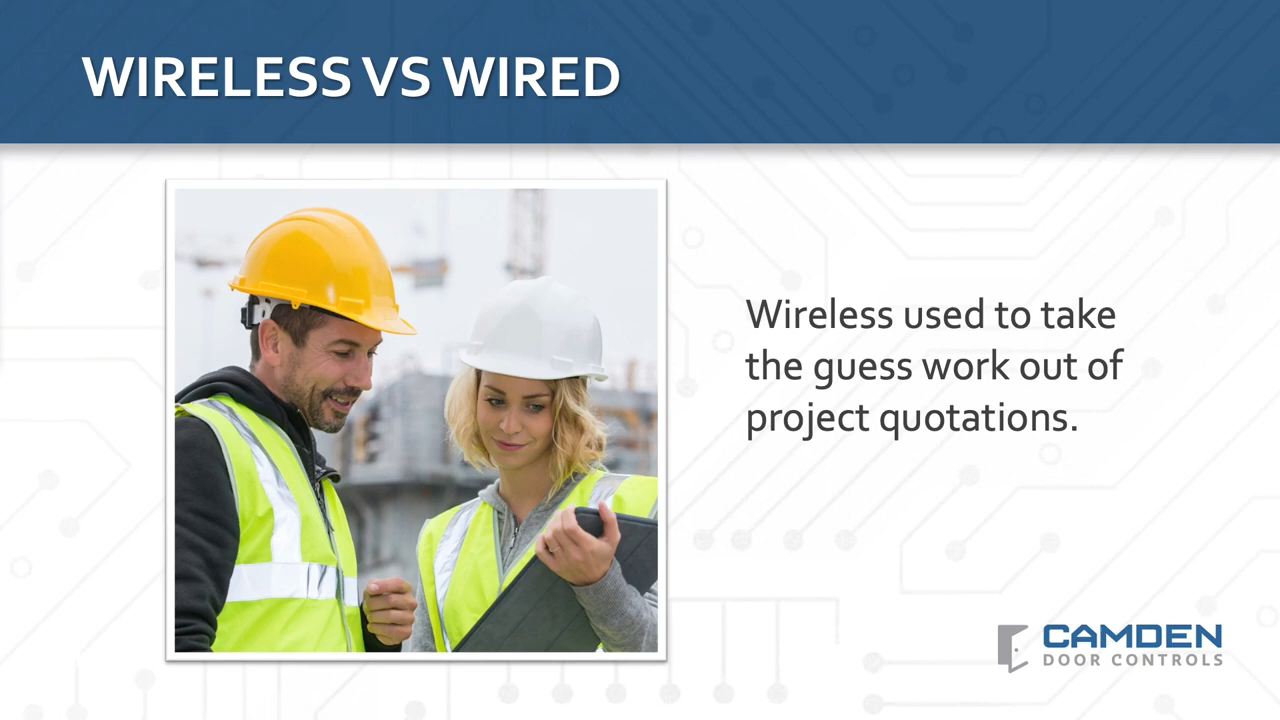 WIRELESS VS WIRED
Wireless used to take
the guess work out of
project quotations.
CAMDEN
DOOR CONTROLS